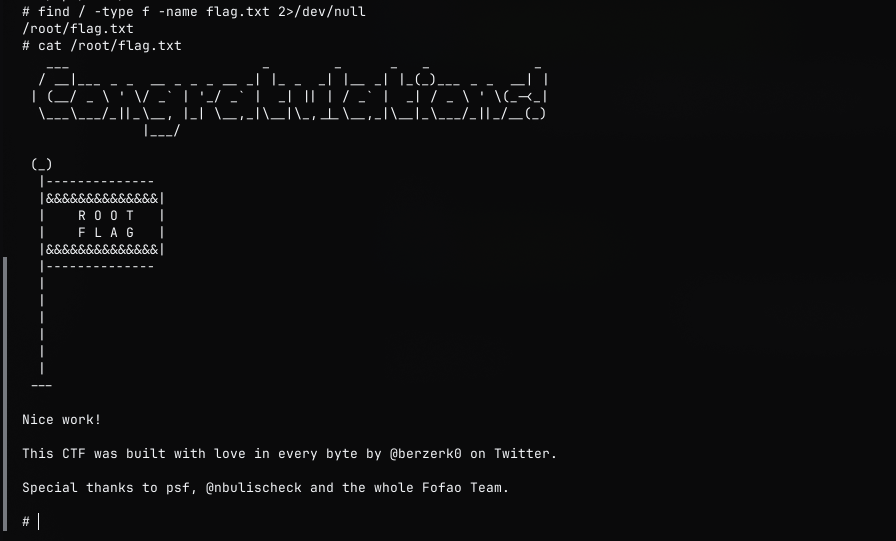 # find / -type f -name flag.txt 2>/dev/null
/root/flag.txt
# cat /root/flag.txt
Congratulations!
(_)
|--------------
|&&&&&&&&&&&&&&|
| R O O T |
| F L A G |
|&&&&&&&&&&&&&&|
|--------------
|
|
|
|
|
|
---
Nice work!
This CTF was built with love in every byte by @berzerk0 on Twitter.
Special thanks to psf, @nbulischeck and the whole Fofao Team.
#